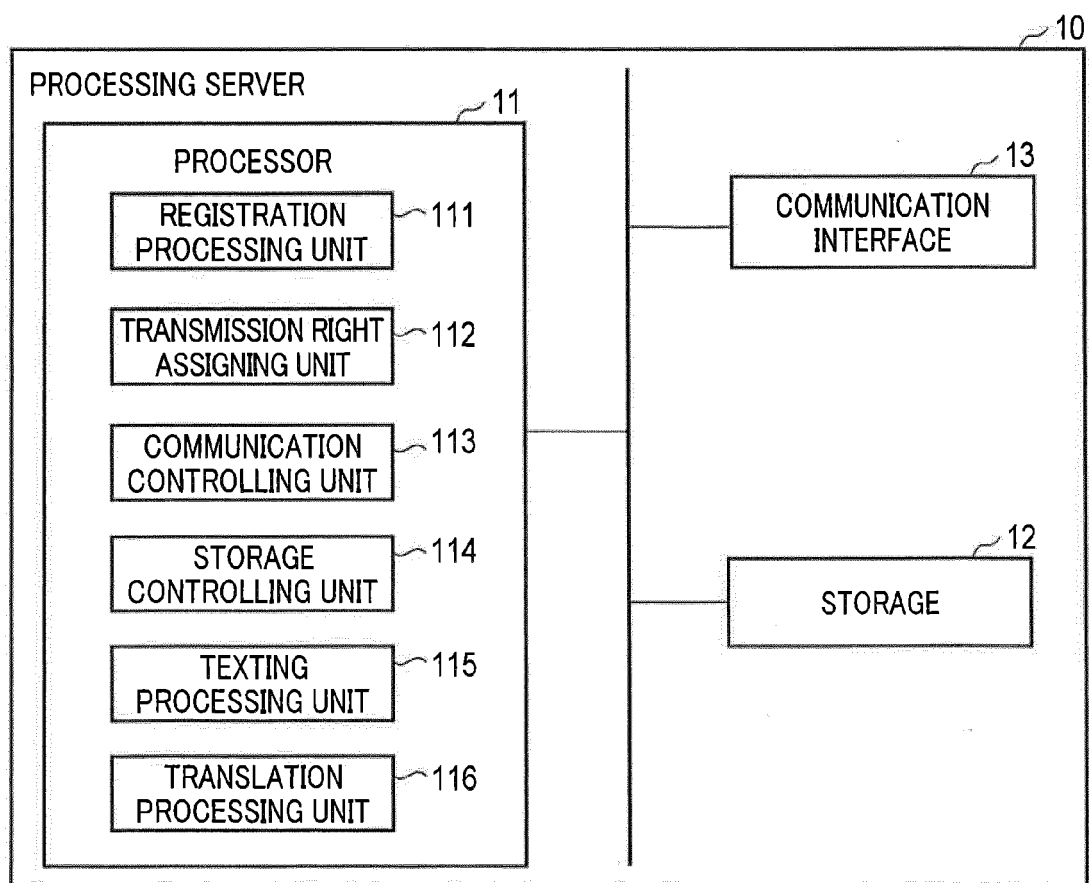 10
PROCESSING SERVER
11
PROCESSOR
REGISTRATION
PROCESSING UNIT
111
TRANSMISSION RIGHT
ASSIGNING UNIT
112
COMMUNICATION
CONTROLLING UNIT
113
STORAGE
CONTROLLING UNIT
114
TEXTING
PROCESSING UNIT
115
TRANSLATION
PROCESSING UNIT
116
13
COMMUNICATION
INTERFACE
12
STORAGE